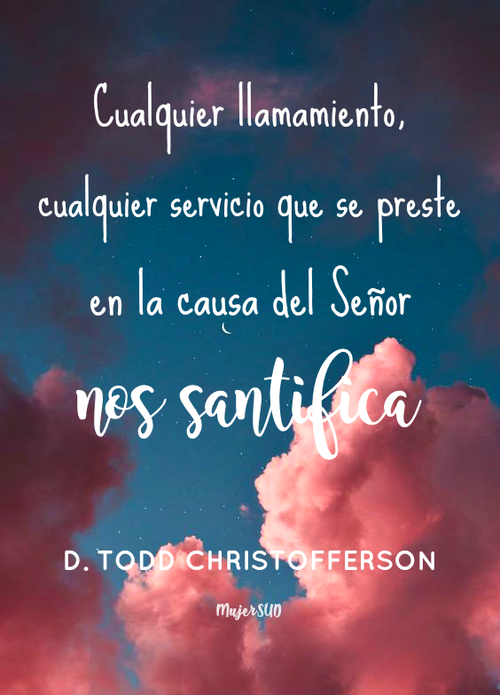 Cualquier llamamiento,
cualquier servicio que se preste
en la causa del Señor
nos santifica
D. TODD CHRISTOFFERSON
MujerSUD